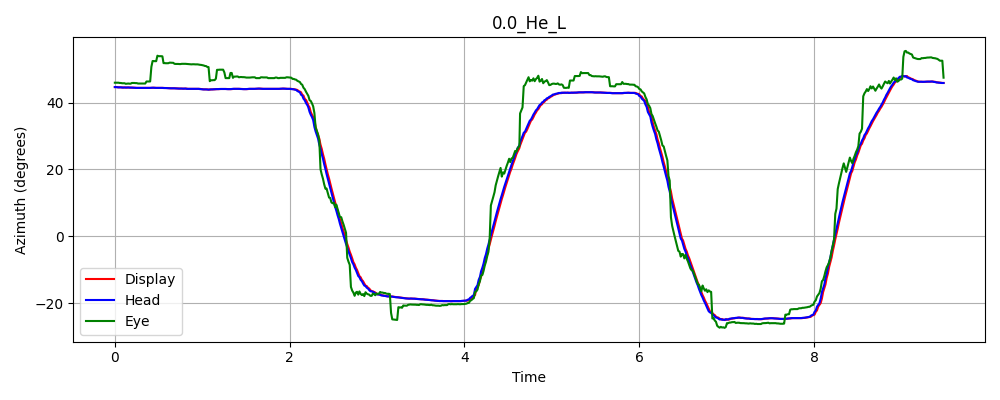 0.0_He_L
Azimuth (degrees)
40
20
0
−20
Display
Head
Eye
0 2 4 6 8
Time